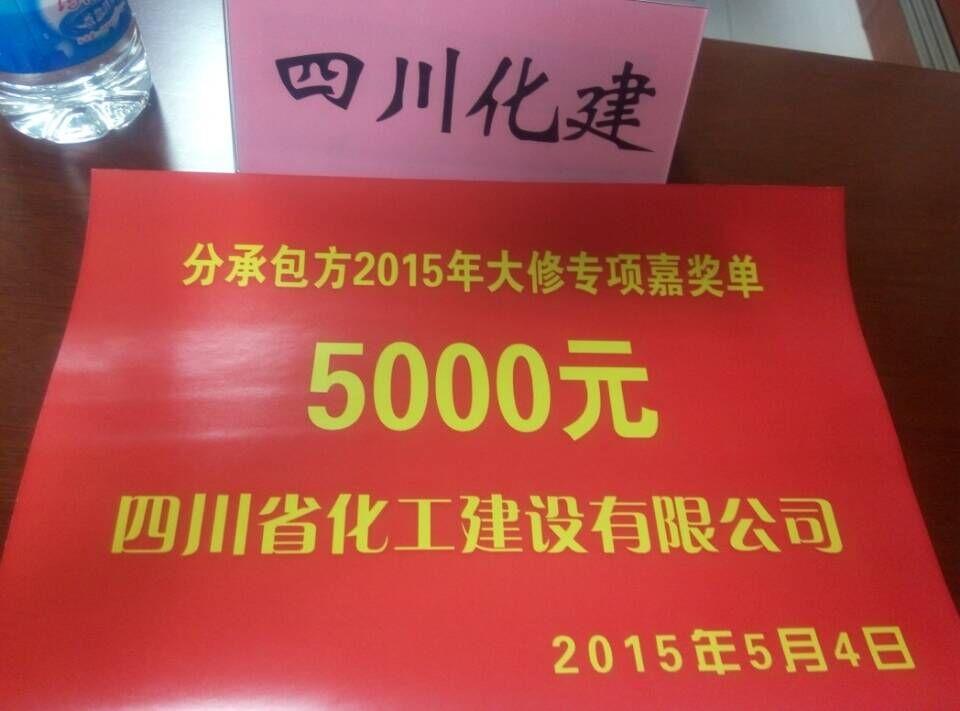 四川化建
分承包方2015年大修专项嘉奖单
5000元
四川省化工建设有限公司
2015年5月4日